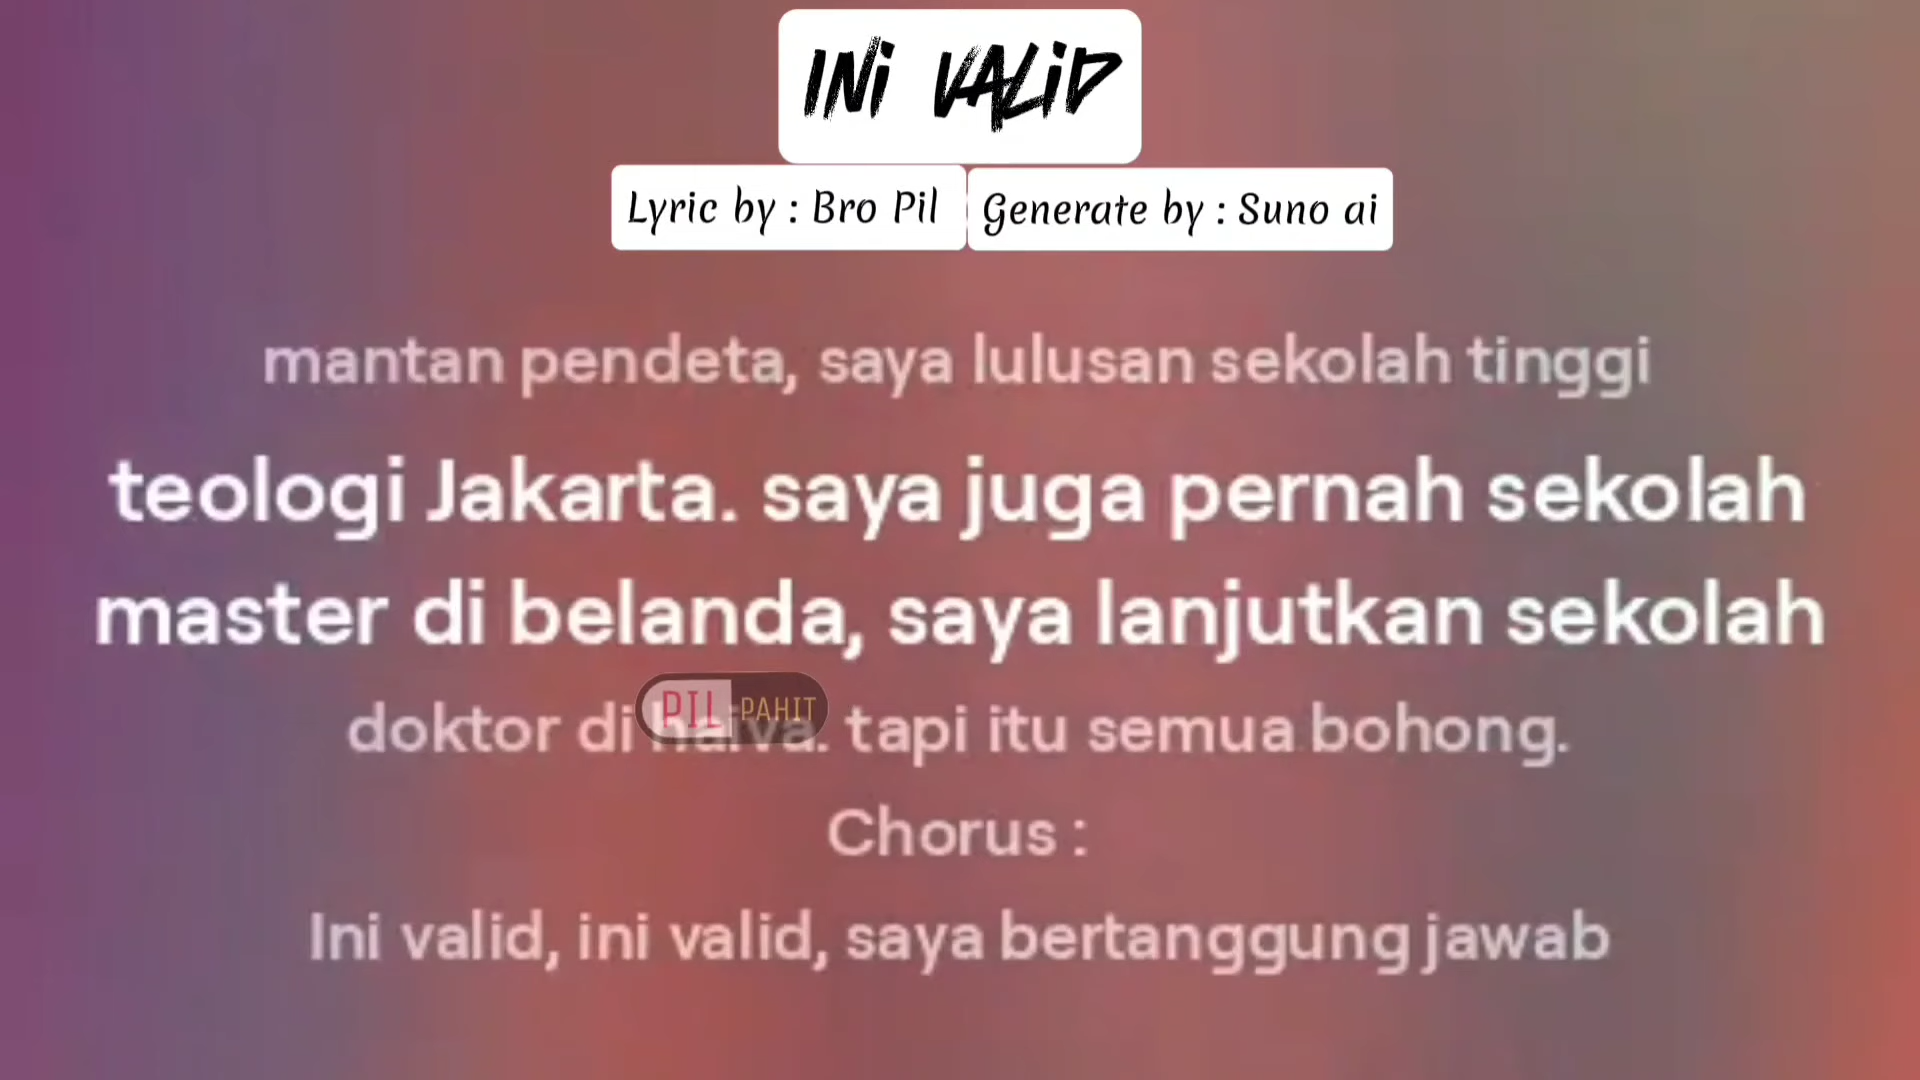 INi VALiD
Lyric by : Bro Pil
Generate by : Suno ai
mantan pendeta, saya lulusan sekolah tinggi
teologi Jakarta. saya juga pernah sekolah
master di belanda, saya lanjutkan sekolah
PIL PAHIT
doktor di haiva. tapi itu semua bohong.
Chorus :
Ini valid, ini valid, saya bertanggung jawab